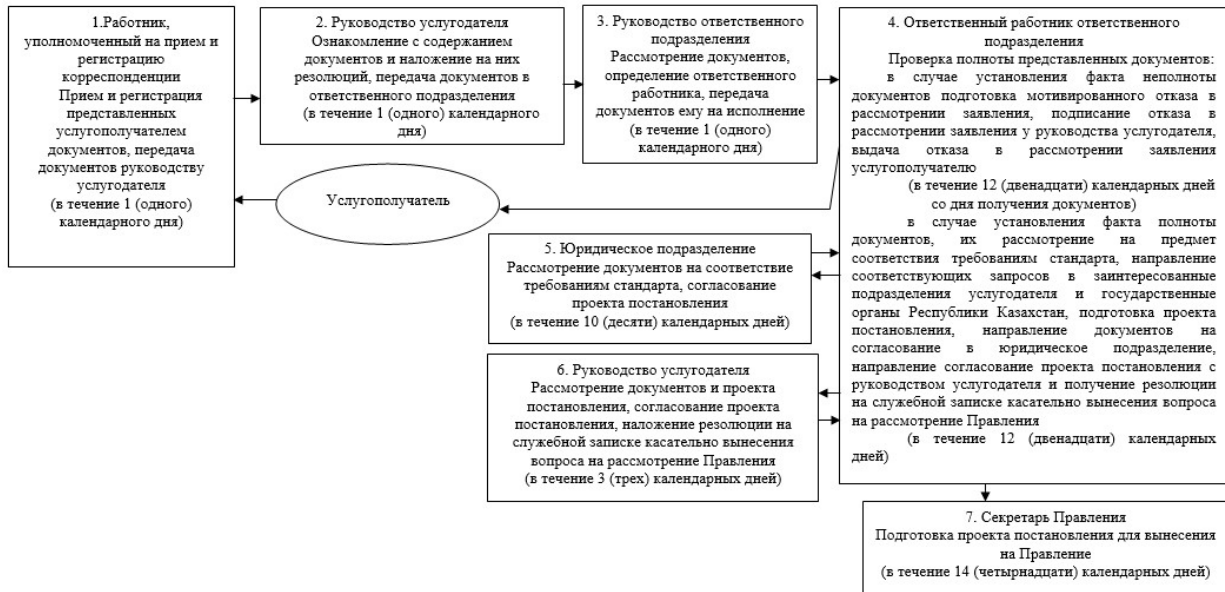 1.Работник,
уполномоченный на прием и
регистрацию
корреспонденции
Прием и регистрация
представленных
услугополучателем
документов, передача
документов руководству
услугодателя
(в течение 1 (одного)
календарного дня)
2. Руководство услугодателя
Ознакомление с содержанием
документов и наложение на них
резолюций, передача документов в
ответственного подразделения
(в течение 1 (одного) календарного
дня)
3. Руководство ответственного
подразделения
Рассмотрение документов,
определение ответственного
работника, передача
документов ему на исполнение
(в течение 1 (одного)
календарного дня)
4. Ответственный работник ответственного
подразделения
Проверка полноты представленных документов:
в случае установления факта неполноты
документов подготовка мотивированного отказа в
рассмотрении заявления, подписание отказа в
рассмотрении заявления у руководства услугодателя,
выдача отказа в рассмотрении заявления
услугополучателю
(в течение 12 (двенадцати) календарных дней
со дня получения документов)
в случае установления факта полноты
документов, их рассмотрение на предмет
соответствия требованиям стандарта, направление
соответствующих запросов в заинтересованные
подразделения услугодателя и государственные
органы Республики Казахстан, подготовка проекта
постановления, направление документов на
согласование в юридическое подразделение,
направление согласование проекта постановления с
руководством услугодателя и получение резолюции
на служебной записке касательно вынесения вопроса
на рассмотрение Правления
(в течение 12 (двенадцати) календарных
дней)
Услугополучатель
5. Юридическое подразделение
Рассмотрение документов на соответствие
требованиям стандарта, согласование
проекта постановления
(в течение 10 (десяти) календарных дней)
6. Руководство услугодателя
Рассмотрение документов и проекта
постановления, согласование проекта
постановления, наложение резолюции на
служебной записке касательно вынесения
вопроса на рассмотрение Правления
(в течение 3 (трех) календарных дней)
7. Секретарь Правления
Подготовка проекта постановления для вынесения
на Правление
(в течение 14 (четырнадцати) календарных дней)